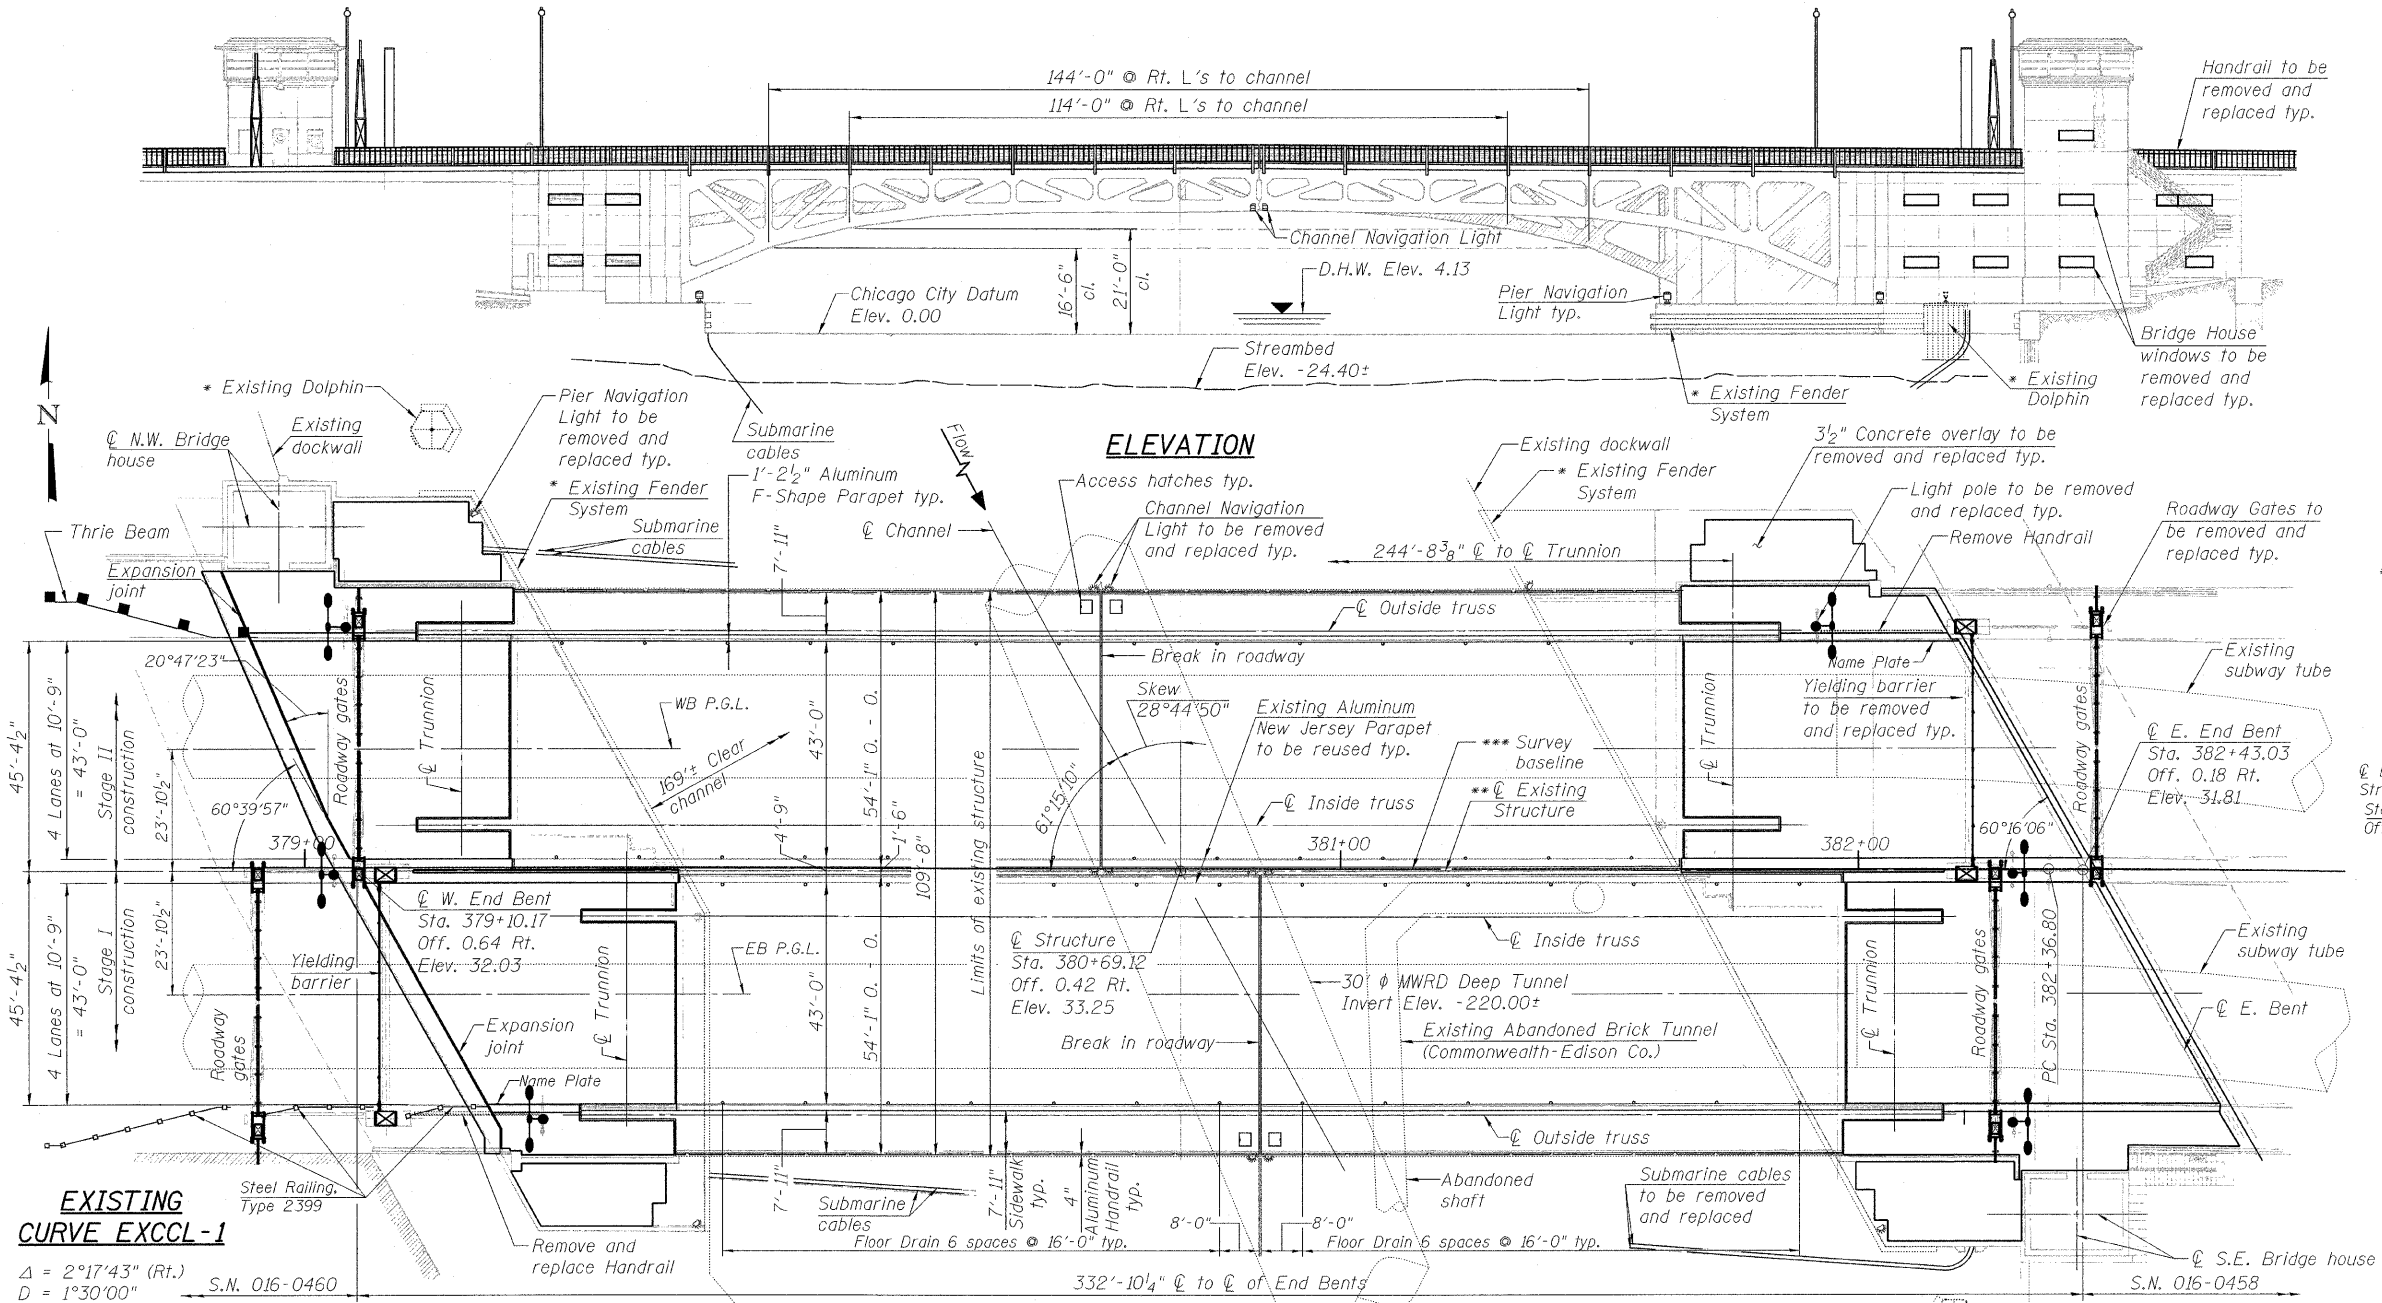 144'-0" @ Rt. L's to channel
114'-0" @ Rt. L's to channel
Handrail to be
removed and
replaced typ.
Channel Navigation Light
D.H.W. Elev. 4.13
16'-6"
cl.
21'-0"
cl.
Chicago City Datum
Elev. 0.00
Pier Navigation
Light typ.
Streambed
Elev. -24.40±
Bridge House
windows to be
removed and
replaced typ.
* Existing
Dolphin
* Existing Fender
System
Submarine
cables
ELEVATION
N
* Existing Dolphin
Existing
dockwall
℄ N.W. Bridge
house
Pier Navigation
Light to be
removed and
replaced typ.
* Existing Fender
System
Submarine
cables
1'-2½" Aluminum
F-Shape Parapet typ.
Flow
℄ Channel
Access hatches typ.
Channel Navigation
Light to be removed
and replaced typ.
Existing dockwall
* Existing Fender
System
3½" Concrete overlay to be
removed and replaced typ.
Light pole to be removed
and replaced typ.
Remove Handrail
Roadway Gates to
be removed and
replaced typ.
244'-8⅜" ℄ to ℄ Trunnion
Thrie Beam
Expansion
joint
7'-11"
℄ Outside truss
Break in roadway
Name Plate
Existing
subway tube
20°47'23"
Roadway gates
℄ Trunnion
WB P.G.L.
Skew
28°44'50"
Existing Aluminum
New Jersey Parapet
to be reused typ.
*** Survey
baseline
** ℄ Existing
Structure
℄ Trunnion
Yielding barrier
to be removed
and replaced typ.
Roadway gates
℄ E. End Bent
Sta. 382+43.03
Off. 0.18 Rt.
Elev. 31.81
45'-4½"
4 Lanes at 10'-9"
= 43'-0"
Stage II
construction
23'-10½"
60°39'57"
169'± Clear
channel
43'-0"
54'-1" O. - O.
4'-9"
1'-6"
109'-8"
Limits of existing structure
61°15'10"
℄ Inside truss
60°16'06"
379+00
381+00
382+00
45'-4½"
4 Lanes at 10'-9"
= 43'-0"
Stage I
construction
23'-10½"
℄ W. End Bent
Sta. 379+10.17
Off. 0.64 Rt.
Elev. 32.03
Yielding
barrier
Roadway
gates
Expansion
joint
℄ Trunnion
EB P.G.L.
43'-0"
54'-1" O. - O.
℄ Structure
Sta. 380+69.12
Off. 0.42 Rt.
Elev. 33.25
℄ Inside truss
30' φ MWRD Deep Tunnel
Invert Elev. -220.00±
Break in roadway
Existing Abandoned Brick Tunnel
(Commonwealth-Edison Co.)
℄ Trunnion
Roadway gates
PC Sta. 382+36.80
Existing
subway tube
℄ E. Bent
Name Plate
℄ Outside truss
Steel Railing,
Type 2399
7'-11"
Submarine
cables
7'-11"
Sidewalk
typ.
4"
Aluminum
Handrail
typ.
Abandoned
shaft
Submarine cables
to be removed
and replaced
8'-0"
8'-0"
Floor Drain 6 spaces @ 16'-0" typ.
Floor Drain 6 spaces @ 16'-0" typ.
Remove and
replace Handrail
℄ S.E. Bridge house
EXISTING
CURVE EXCCL-1
Δ = 2°17'43" (Rt.)
D = 1°30'00"
S.N. 016-0460
332'-10¼" ℄ to ℄ of End Bents
S.N. 016-0458